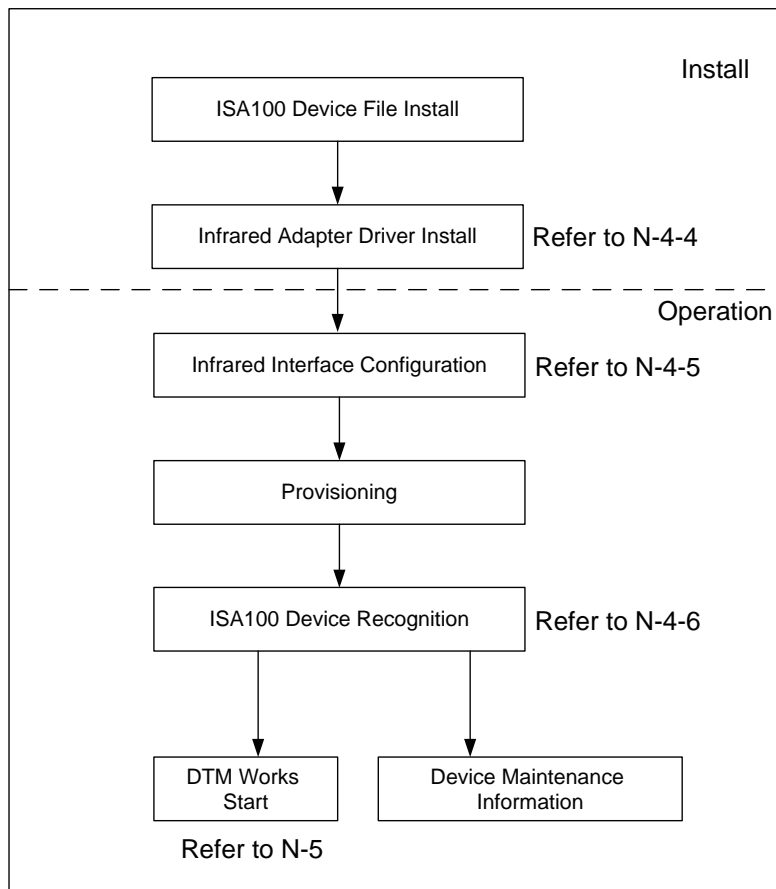 Install
ISA100 Device File Install
Infrared Adapter Driver Install
Refer to N-4-4
Operation
Infrared Interface Configuration
Refer to N-4-5
Provisioning
ISA100 Device Recognition
Refer to N-4-6
DTM Works
Start
Device Maintenance
Information
Refer to N-5